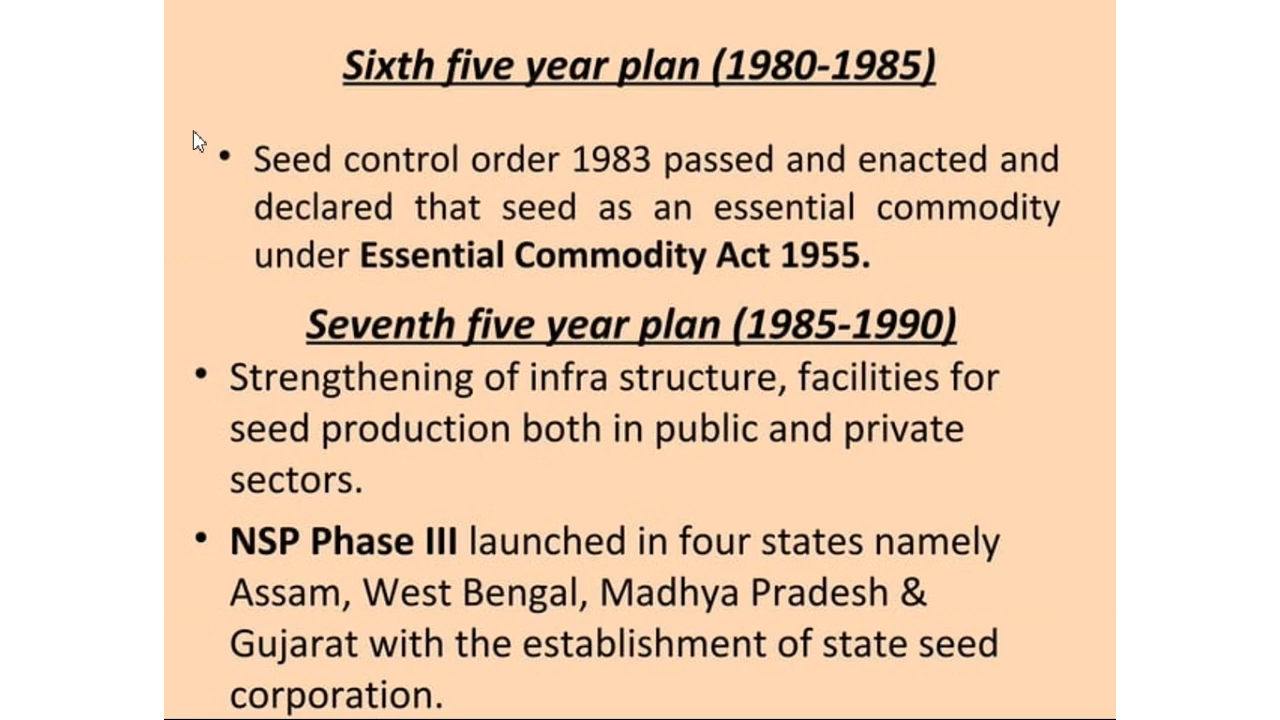 Sixth five year plan (1980-1985)
• Seed control order 1983 passed and enacted and
declared that seed as an essential commodity
under Essential Commodity Act 1955.
Seventh five year plan (1985-1990)
• Strengthening of infra structure, facilities for
seed production both in public and private
sectors.
• NSP Phase III launched in four states namely
Assam, West Bengal, Madhya Pradesh &
Gujarat with the establishment of state seed
corporation.